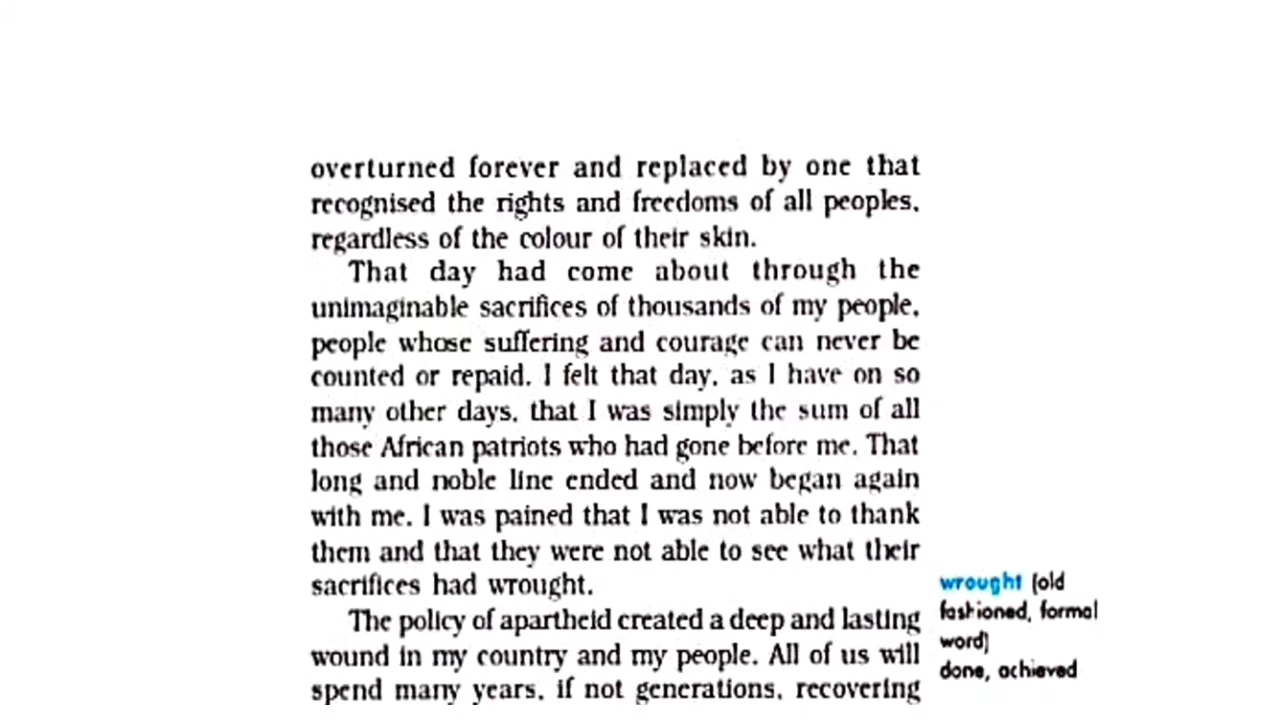 overturned forever and replaced by one that
recognised the rights and freedoms of all peoples,
regardless of the colour of their skin.
That day had come about through the
unimaginable sacrifices of thousands of my people,
people whose suffering and courage can never be
counted or repaid. I felt that day, as I have on so
many other days, that I was simply the sum of all
those African patriots who had gone before me. That
long and noble line ended and now began again
with me. I was pained that I was not able to thank
them and that they were not able to see what their
sacrifices had wrought.
The policy of apartheid created a deep and lasting
wound in my country and my people. All of us will
spend many years, if not generations, recovering
wrought (old
fashioned, formal
word)
done, achieved